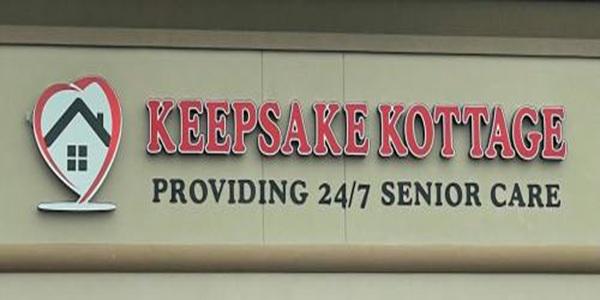 KEEPSAKE KOTTAGE
PROVIDING 24/7 SENIOR CARE